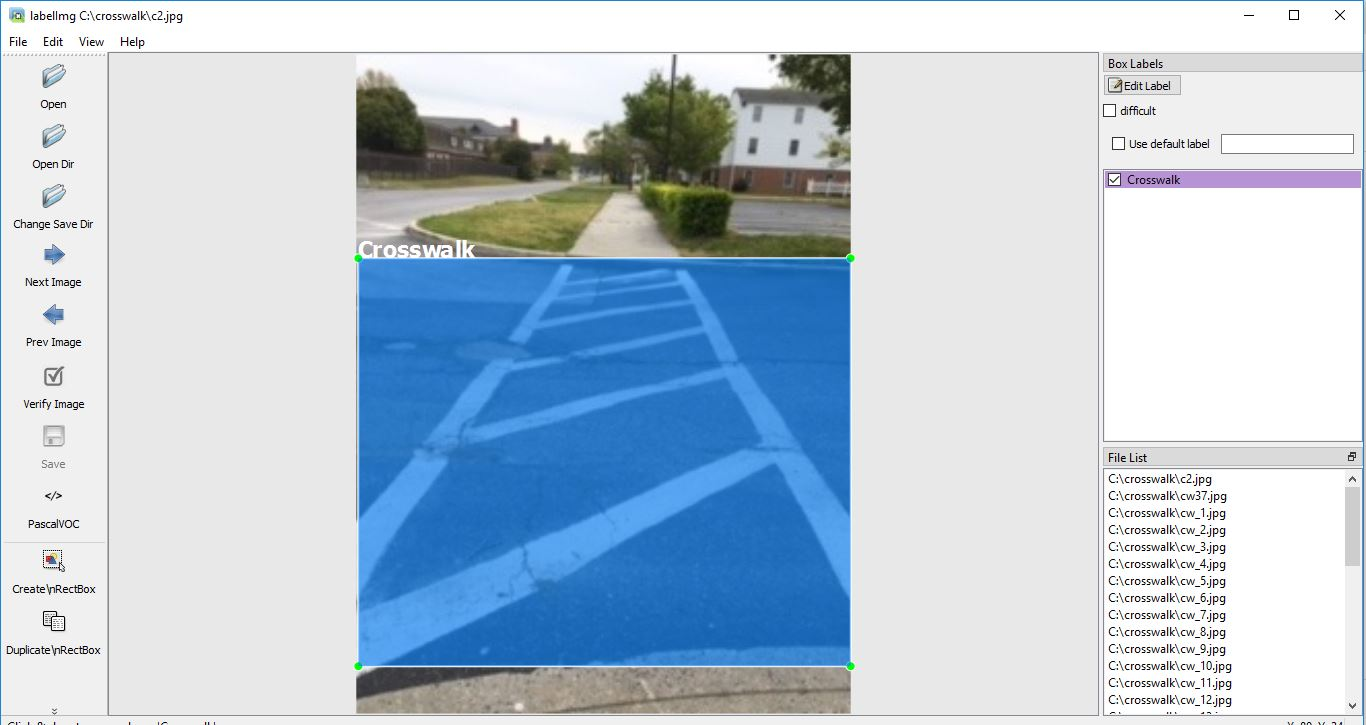 labelImg C:\crosswalk\c2.jpg
File Edit View Help
Open
Open Dir
Change Save Dir
Next Image
Prev Image
Verify Image
Save
</>
PascalVOC
Create\nRectBox
Duplicate\nRectBox
Crosswalk
Box Labels
Edit Label
difficult
Use default label
Crosswalk
File List
C:\crosswalk\c2.jpg
C:\crosswalk\cw37.jpg
C:\crosswalk\cw_1.jpg
C:\crosswalk\cw_2.jpg
C:\crosswalk\cw_3.jpg
C:\crosswalk\cw_4.jpg
C:\crosswalk\cw_5.jpg
C:\crosswalk\cw_6.jpg
C:\crosswalk\cw_7.jpg
C:\crosswalk\cw_8.jpg
C:\crosswalk\cw_9.jpg
C:\crosswalk\cw_10.jpg
C:\crosswalk\cw_11.jpg
C:\crosswalk\cw_12.jpg